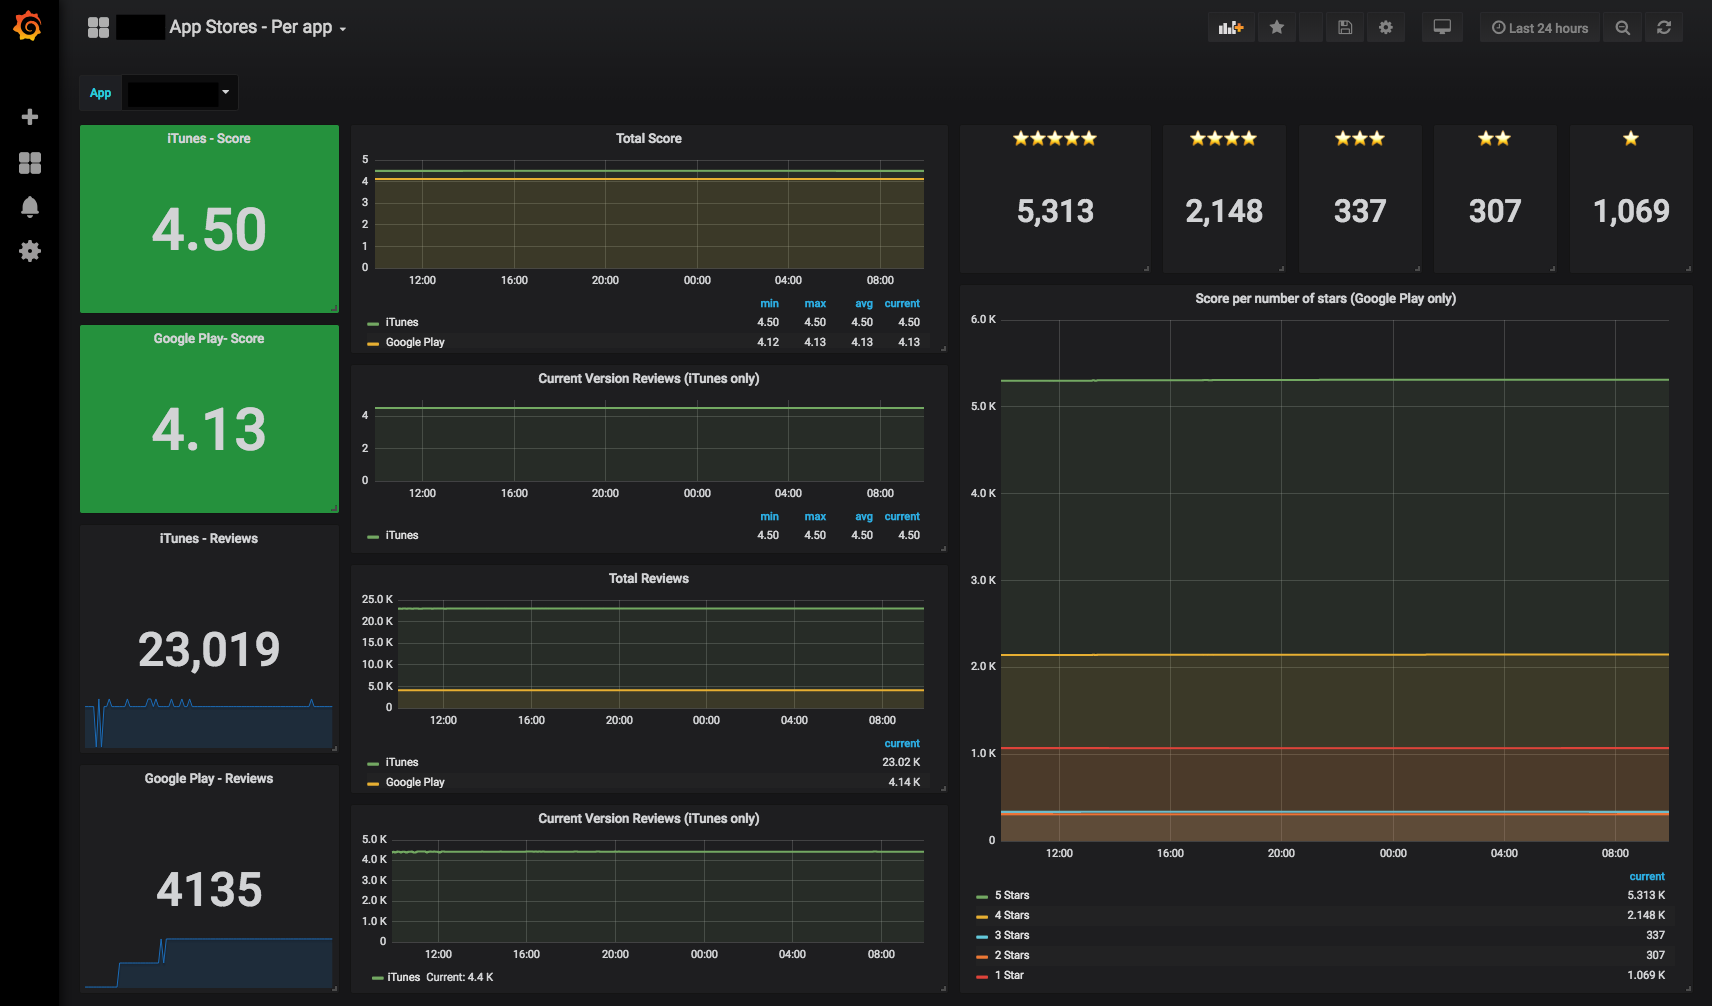 App Stores - Per app
Last 24 hours
App
iTunes - Score
4.50
Google Play- Score
4.13
iTunes - Reviews
23,019
Google Play - Reviews
4135
Total Score
5
4
3
2
1
0
12:00 16:00 20:00 00:00 04:00 08:00
min max avg current
iTunes 4.50 4.50 4.50 4.50
Google Play 4.12 4.13 4.13 4.13
Current Version Reviews (iTunes only)
4
2
0
12:00 16:00 20:00 00:00 04:00 08:00
min max avg current
iTunes 4.50 4.50 4.50 4.50
Total Reviews
25.0 K
20.0 K
15.0 K
10.0 K
5.0 K
0
12:00 16:00 20:00 00:00 04:00 08:00
current
iTunes 23.02 K
Google Play 4.14 K
Current Version Reviews (iTunes only)
5.0 K
4.0 K
3.0 K
2.0 K
1.0 K
0
12:00 16:00 20:00 00:00 04:00 08:00
iTunes Current: 4.4 K
5,313 2,148 337 307 1,069
Score per number of stars (Google Play only)
6.0 K
5.0 K
4.0 K
3.0 K
2.0 K
1.0 K
0
12:00 16:00 20:00 00:00 04:00 08:00
current
5 Stars 5.313 K
4 Stars 2.148 K
3 Stars 337
2 Stars 307
1 Star 1.069 K